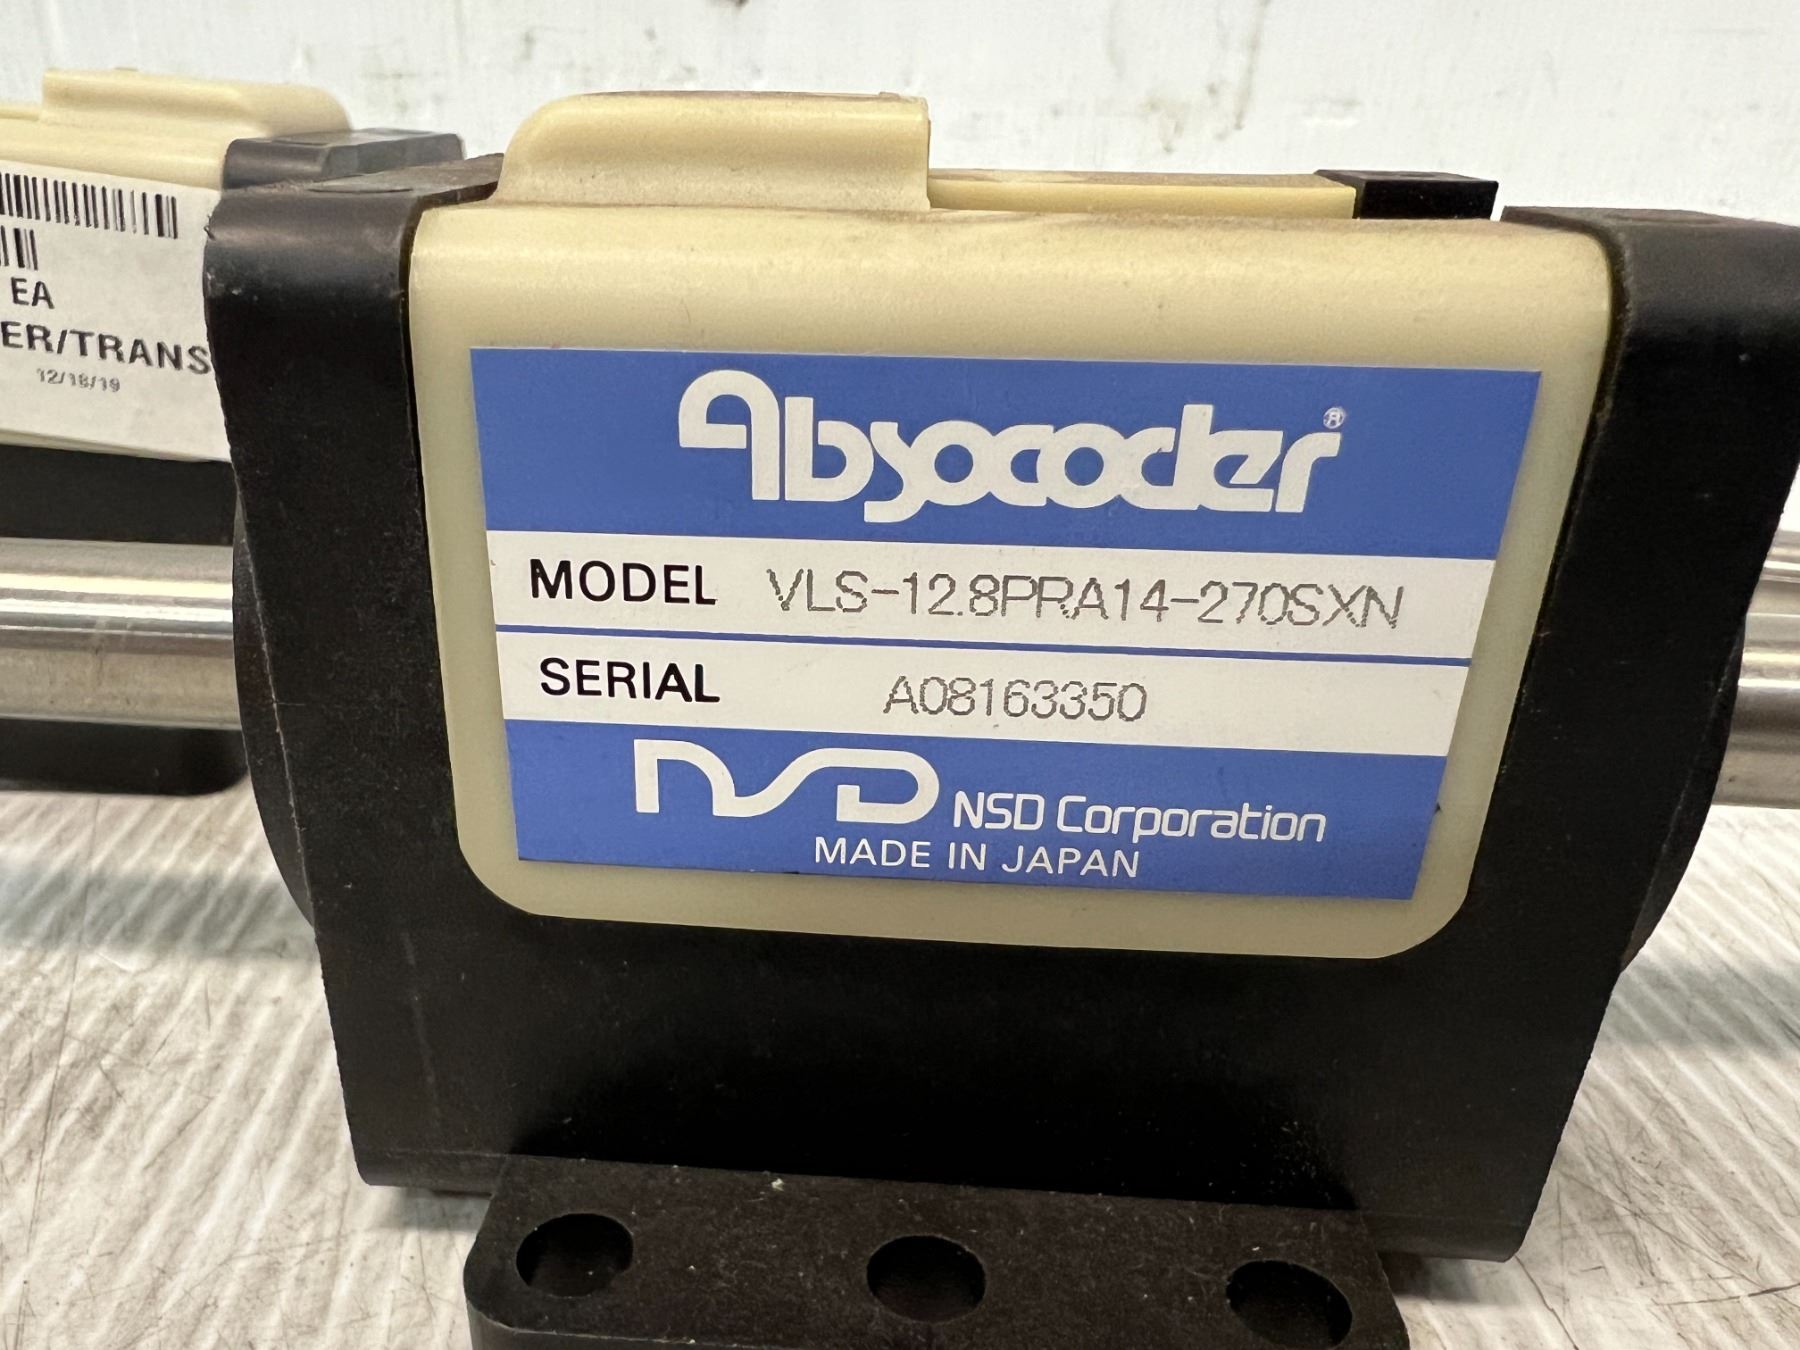 EA
ER/TRANS
12/18/19
Absocoder®
MODEL VLS-12.8PRA14-270SXN
SERIAL A08163350
NSD NSD Corporation
MADE IN JAPAN